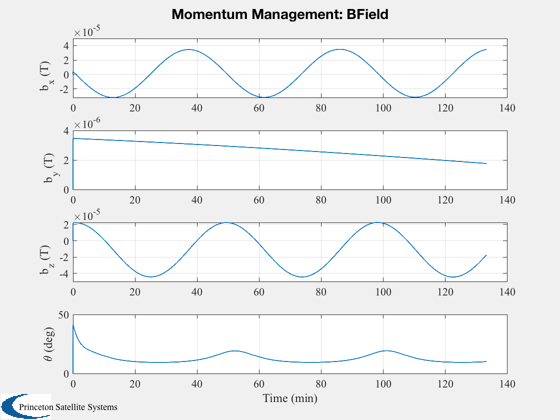 Momentum Management: BField
×10⁻⁵
b_x (T)
4
2
0
-2
0 20 40 60 80 100 120 140
×10⁻⁶
b_y (T)
4
2
0
0 20 40 60 80 100 120 140
×10⁻⁵
b_z (T)
2
0
-2
-4
0 20 40 60 80 100 120 140
θ (deg)
50
0
0 20 40 60 80 100 120 140
Time (min)
Princeton Satellite Systems